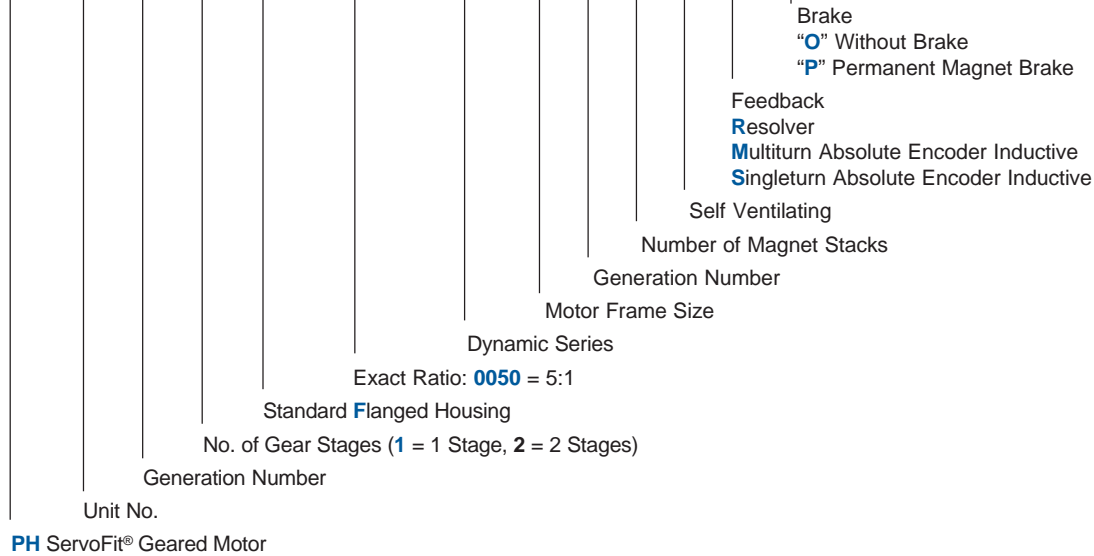 Brake
“O” Without Brake
“P” Permanent Magnet Brake
Feedback
Resolver
Multiturn Absolute Encoder Inductive
Singleturn Absolute Encoder Inductive
Self Ventilating
Number of Magnet Stacks
Generation Number
Motor Frame Size
Dynamic Series
Exact Ratio: 0050 = 5:1
Standard Flanged Housing
No. of Gear Stages (1 = 1 Stage, 2 = 2 Stages)
Generation Number
Unit No.
PH ServoFit® Geared Motor